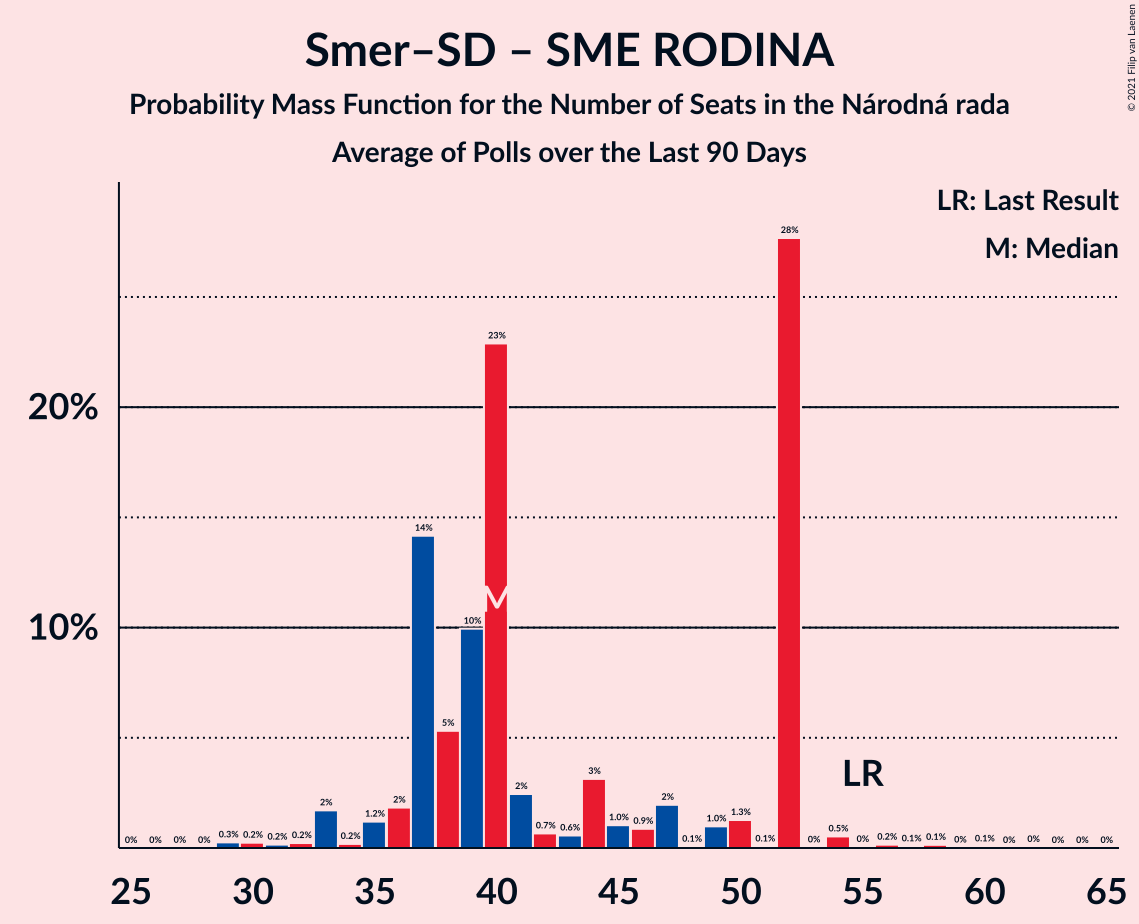 Smer–SD – SME RODINA
Probability Mass Function for the Number of Seats in the Národná rada
Average of Polls over the Last 90 Days
© 2021 Filip van Laenen
LR: Last Result
M: Median
20%
10%
0% 0% 0% 0% 0.3% 0.2% 0.2% 0.2% 2% 0.2% 1.2% 2% 14% 5% 10% 23% 2% 0.7% 0.6% 3% 1.0% 0.9% 2% 0.1% 1.0% 1.3% 0.1% 28% 0% 0.5% 0% 0.2% 0.1% 0.1% 0% 0.1% 0% 0% 0% 0% 0%
M
LR
25 30 35 40 45 50 55 60 65